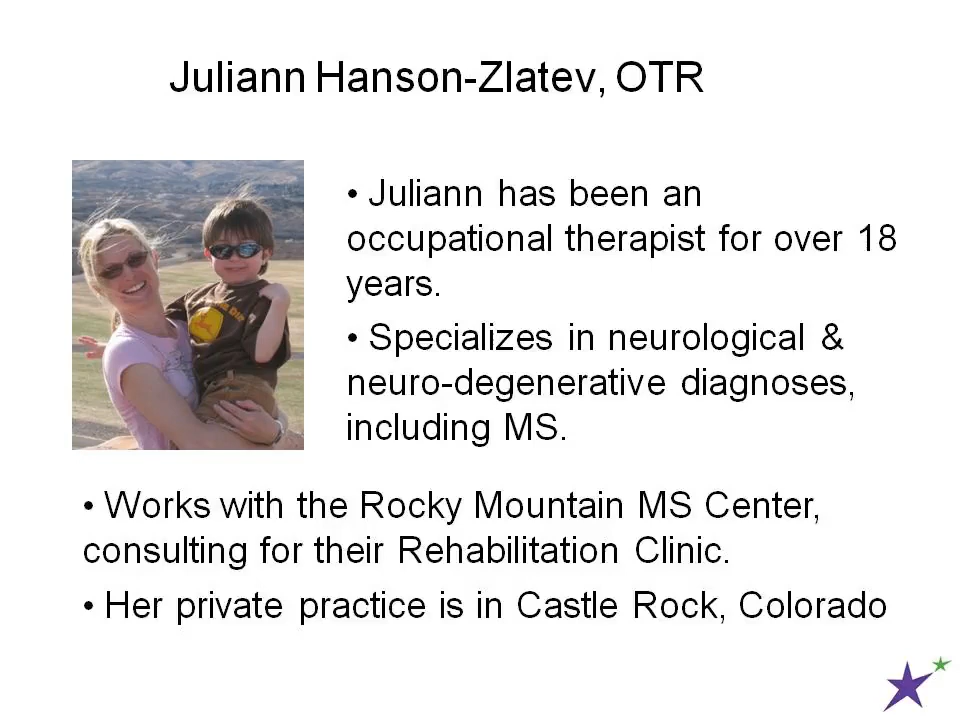 Juliann Hanson-Zlatev, OTR
• Juliann has been an
occupational therapist for over 18
years.
• Specializes in neurological &
neuro-degenerative diagnoses,
including MS.
• Works with the Rocky Mountain MS Center,
consulting for their Rehabilitation Clinic.
• Her private practice is in Castle Rock, Colorado